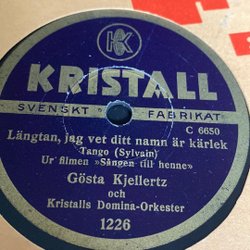 K
KRISTALL
SVENSKT FABRIKAT
C 6650
Längtan, jag vet ditt namn är kärlek
Tango (Sylvain)
Ur filmen »Sången till henne»
Gösta Kjellertz
och
Kristalls Domina-Orkester
1226